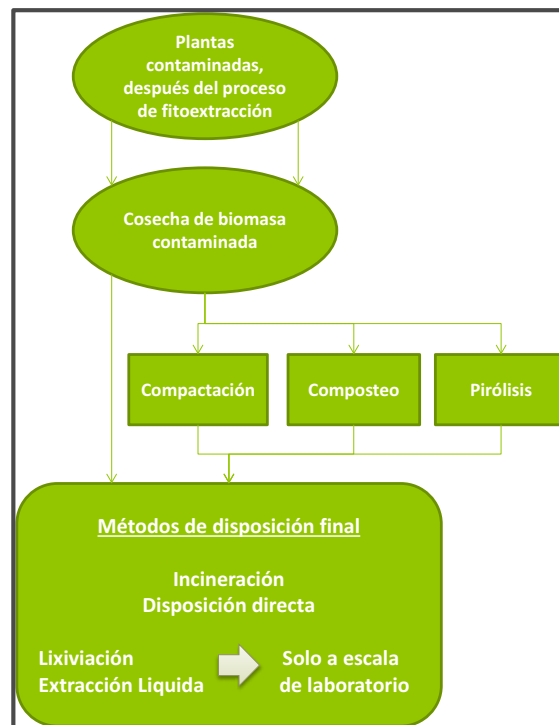 Plantas
contaminadas,
después del proceso
de fitoextracción
Cosecha de biomasa
contaminada
Compactación
Composteo
Pirólisis
Métodos de disposición final
Incineración
Disposición directa
Lixiviación
Extracción Liquida
Solo a escala
de laboratorio